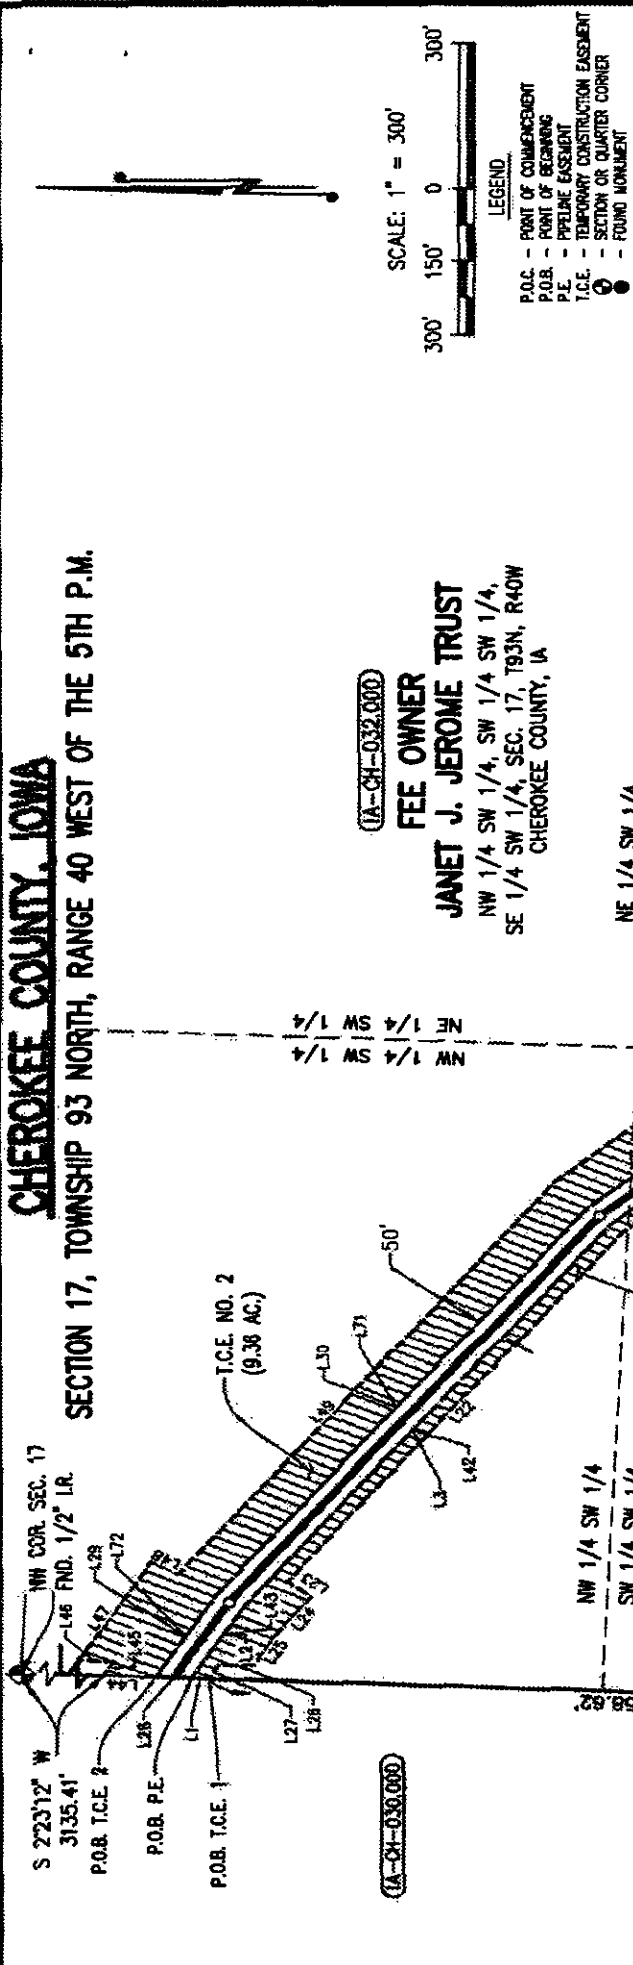 CHEROKEE COUNTY, IOWA
SECTION 17, TOWNSHIP 93 NORTH, RANGE 40 WEST OF THE 5TH P.M.
SCALE: 1" = 300'
300'
150'
0
300'
LEGEND
P.O.C. - POINT OF COMMENCEMENT
P.O.B. - POINT OF BEGINNING
P.E. - PIPELINE EASEMENT
T.C.E. - TEMPORARY CONSTRUCTION EASEMENT
- SECTION OR QUARTER CORNER
- FOUND MONUMENT
IA-CH-032.000
FEE OWNER
JANET J. JEROME TRUST
NW 1/4 SW 1/4, SW 1/4 SW 1/4,
SE 1/4 SW 1/4, SEC. 17, T93N, R40W
CHEROKEE COUNTY, IA
NE 1/4 SW 1/4
NE 1/4 SW 1/4
NW 1/4 SW 1/4
NW COR. SEC. 17
FND. 1/2" I.R.
S 2°23'12" W
3135.41'
P.O.B. T.C.E. 2
P.O.B. P.E.
P.O.B. T.C.E. 1
T.C.E. NO. 2
(9.36 AC.)
L46
L47
L29
L72
L45
L28
L1
L2
L43
L24
L25
L27
L26
L30
L71
50'
L3
L42
L22
IA-CH-030.000
NW 1/4 SW 1/4
SW 1/4 SW 1/4